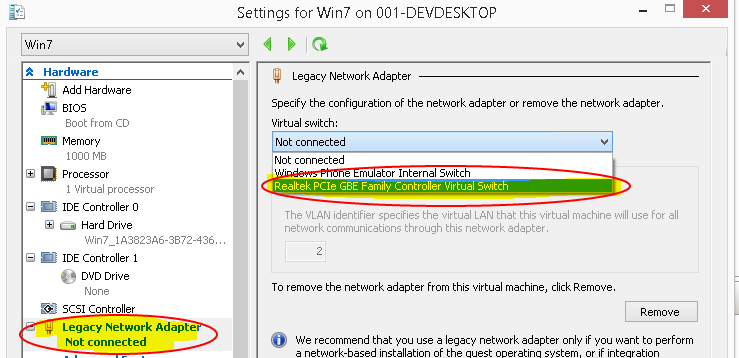 Settings for Win7 on 001-DEVDESKTOP
Win7
Hardware
Add Hardware
BIOS
Boot from CD
Memory
1000 MB
Processor
1 Virtual processor
IDE Controller 0
Hard Drive
Win7_1A3823A6-3B72-436...
IDE Controller 1
DVD Drive
None
SCSI Controller
Legacy Network Adapter
Not connected
Legacy Network Adapter
Specify the configuration of the network adapter or remove the network adapter.
Virtual switch:
Not connected
Not connected
Windows Phone Emulator Internal Switch
Realtek PCIe GBE Family Controller Virtual Switch
The VLAN identifier specifies the virtual LAN that this virtual machine will use for all
network communications through this network adapter.
2
To remove the network adapter from this virtual machine, click Remove.
Remove
We recommend that you use a legacy network adapter only if you want to perform
a network-based installation of the guest operating system, or if integration